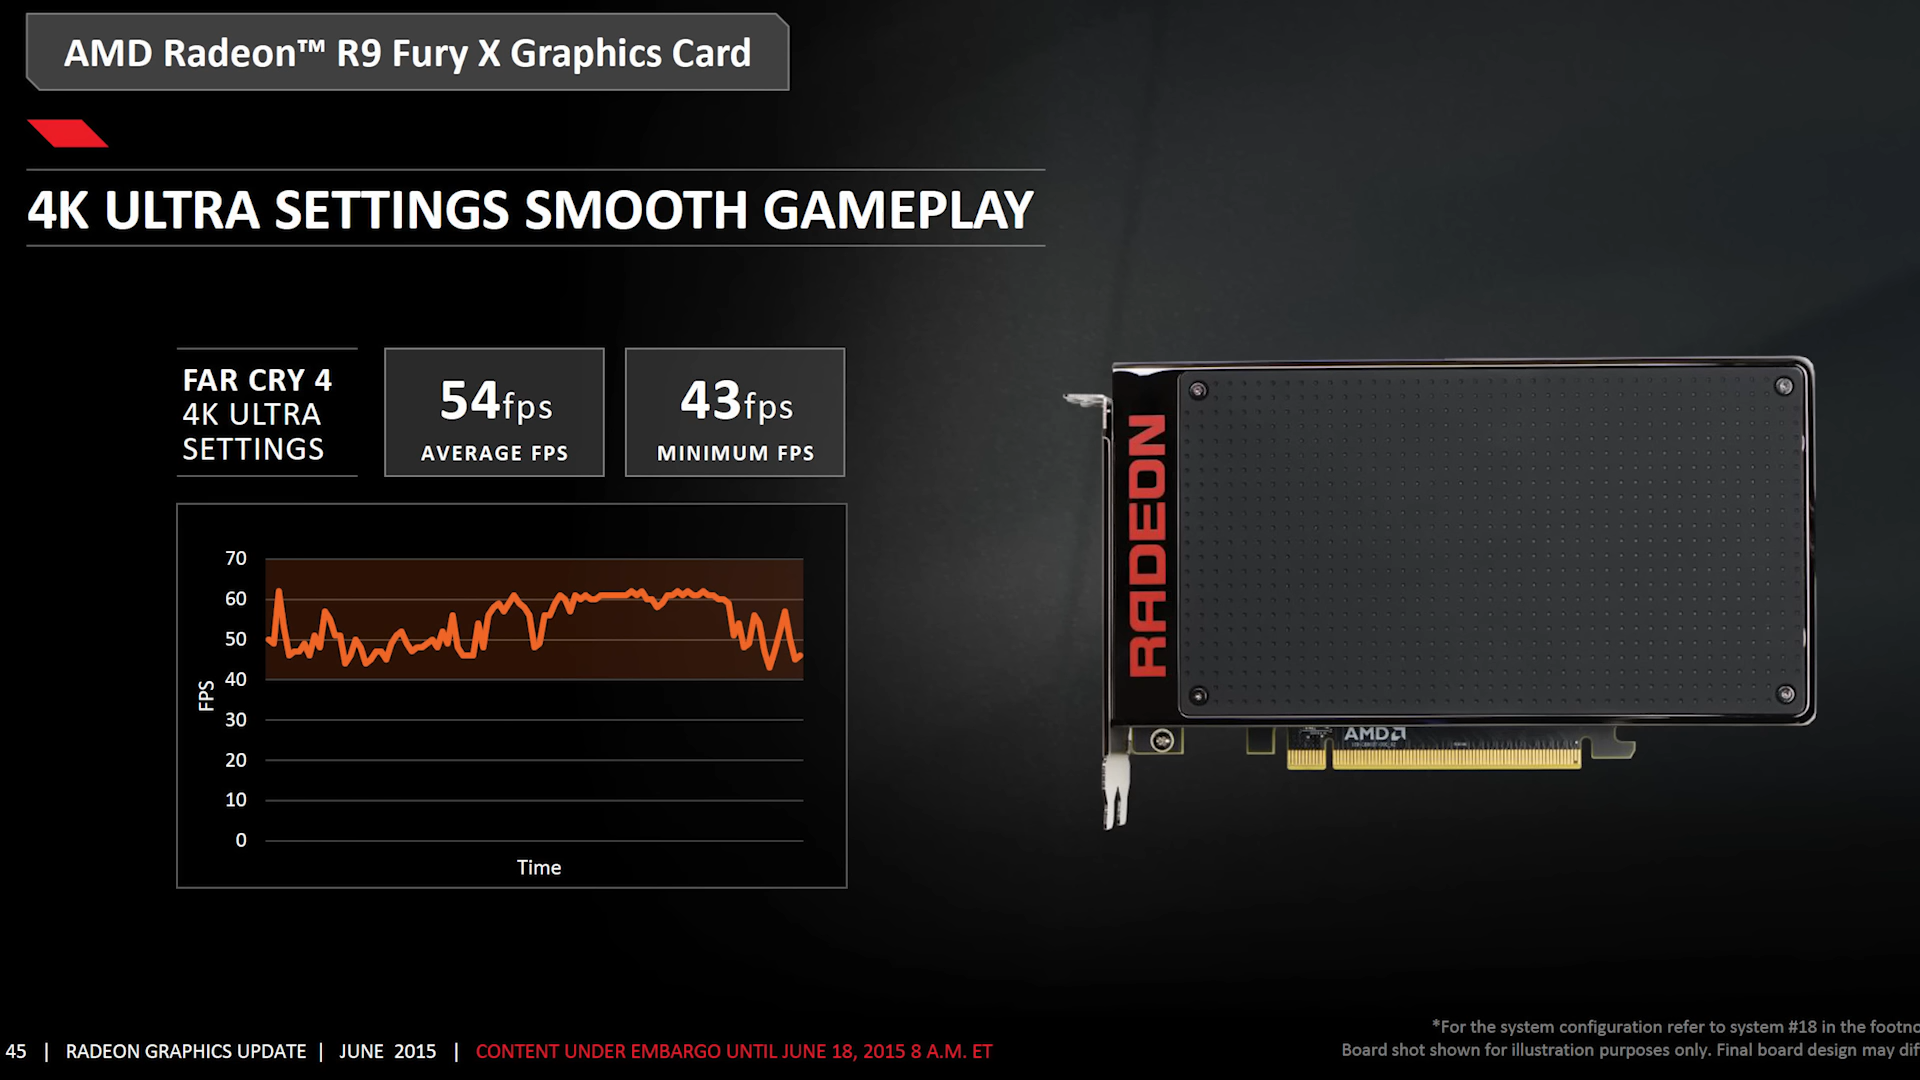 AMD Radeon™ R9 Fury X Graphics Card
4K ULTRA SETTINGS SMOOTH GAMEPLAY
FAR CRY 4
4K ULTRA
SETTINGS
54fps
AVERAGE FPS
43fps
MINIMUM FPS
70
60
50
40
30
20
10
0
FPS
Time
RADEON
AMD
*For the system configuration refer to system #18 in the footno
Board shot shown for illustration purposes only. Final board design may dif
45 | RADEON GRAPHICS UPDATE | JUNE 2015 | CONTENT UNDER EMBARGO UNTIL JUNE 18, 2015 8 A.M. ET